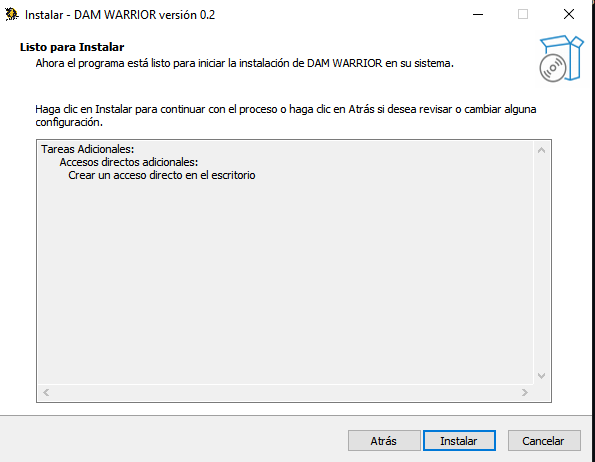 Instalar - DAM WARRIOR versión 0.2
Listo para Instalar
Ahora el programa está listo para iniciar la instalación de DAM WARRIOR en su sistema.
Haga clic en Instalar para continuar con el proceso o haga clic en Atrás si desea revisar o cambiar alguna
configuración.
Tareas Adicionales:
Accesos directos adicionales:
Crear un acceso directo en el escritorio
Atrás
Instalar
Cancelar